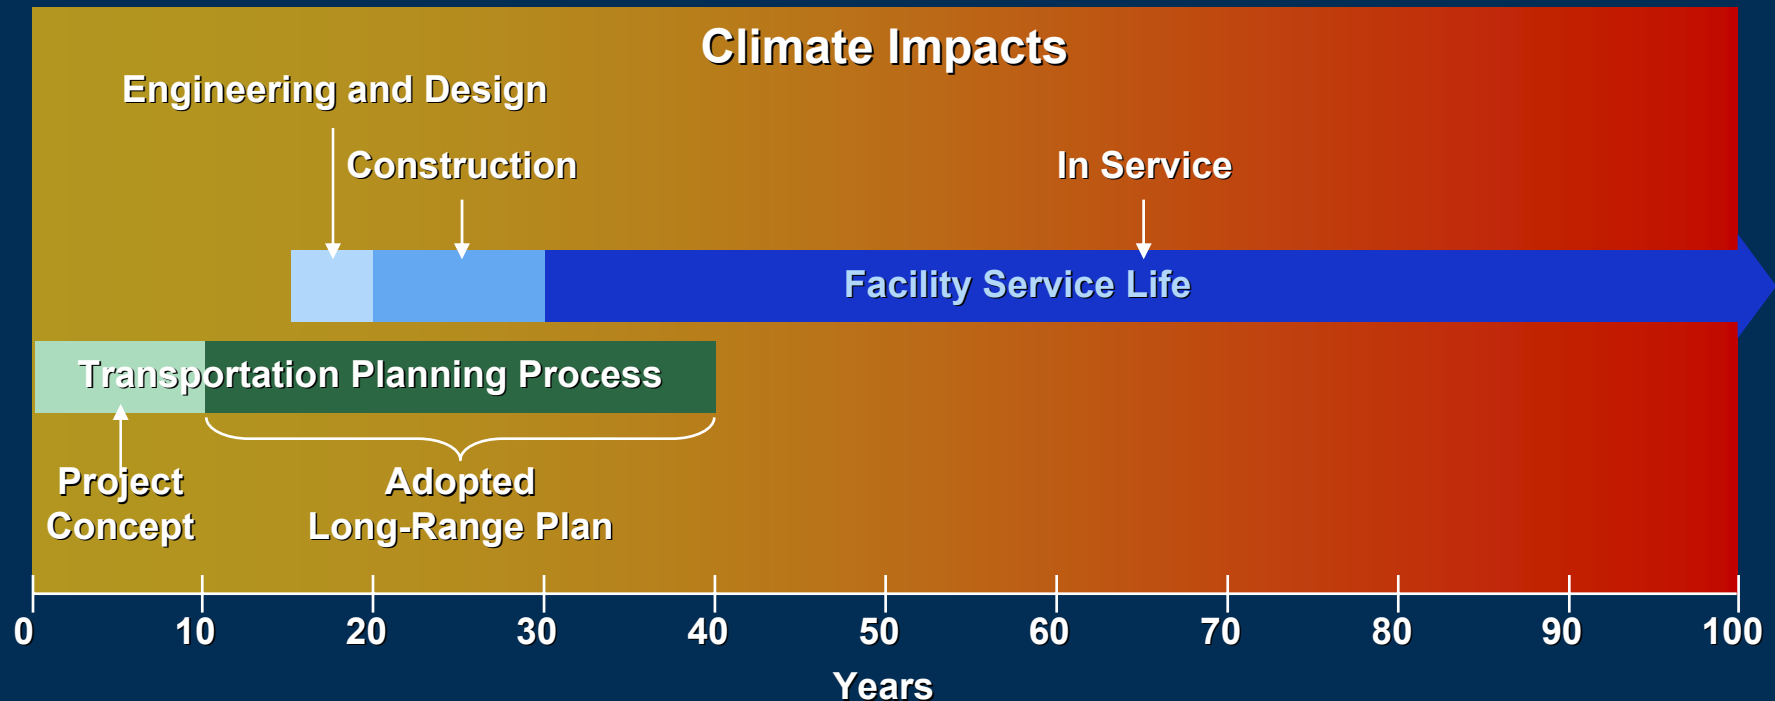 Climate Impacts
Engineering and Design
Construction
In Service
Facility Service Life
Transportation Planning Process
Project
Concept
Adopted
Long-Range Plan
0 10 20 30 40 50 60 70 80 90 100
Years